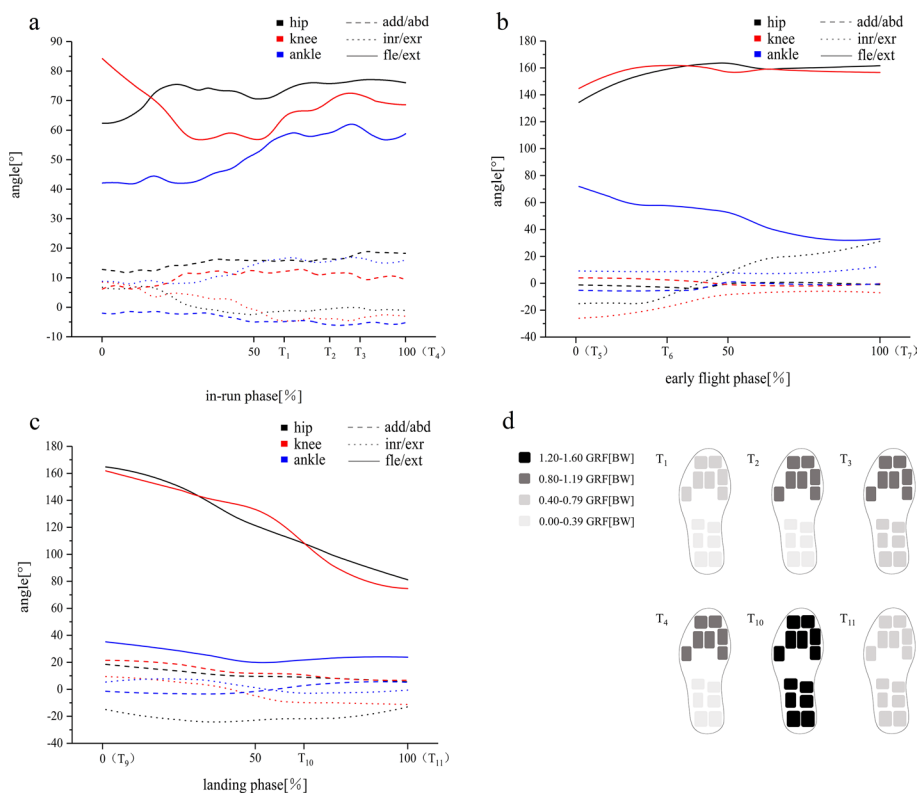 a
hip
knee
ankle
add/abd
inr/exr
fle/ext
90
80
70
60
50
40
30
20
10
0
-10
angle[°]
0
50
T1
T2
T3
100（T4）
in-run phase[%]
b
hip
knee
ankle
add/abd
inr/exr
fle/ext
180
160
140
120
100
80
60
40
20
0
-20
-40
angle[°]
0（T5）
T6
50
100（T7）
early flight phase[%]
c
hip
knee
ankle
add/abd
inr/exr
fle/ext
180
160
140
120
100
80
60
40
20
0
-20
-40
angle[°]
0（T9）
50
T10
100（T11）
landing phase[%]
d
1.20-1.60 GRF[BW]
0.80-1.19 GRF[BW]
0.40-0.79 GRF[BW]
0.00-0.39 GRF[BW]
T1
T2
T3
T4
T10
T11